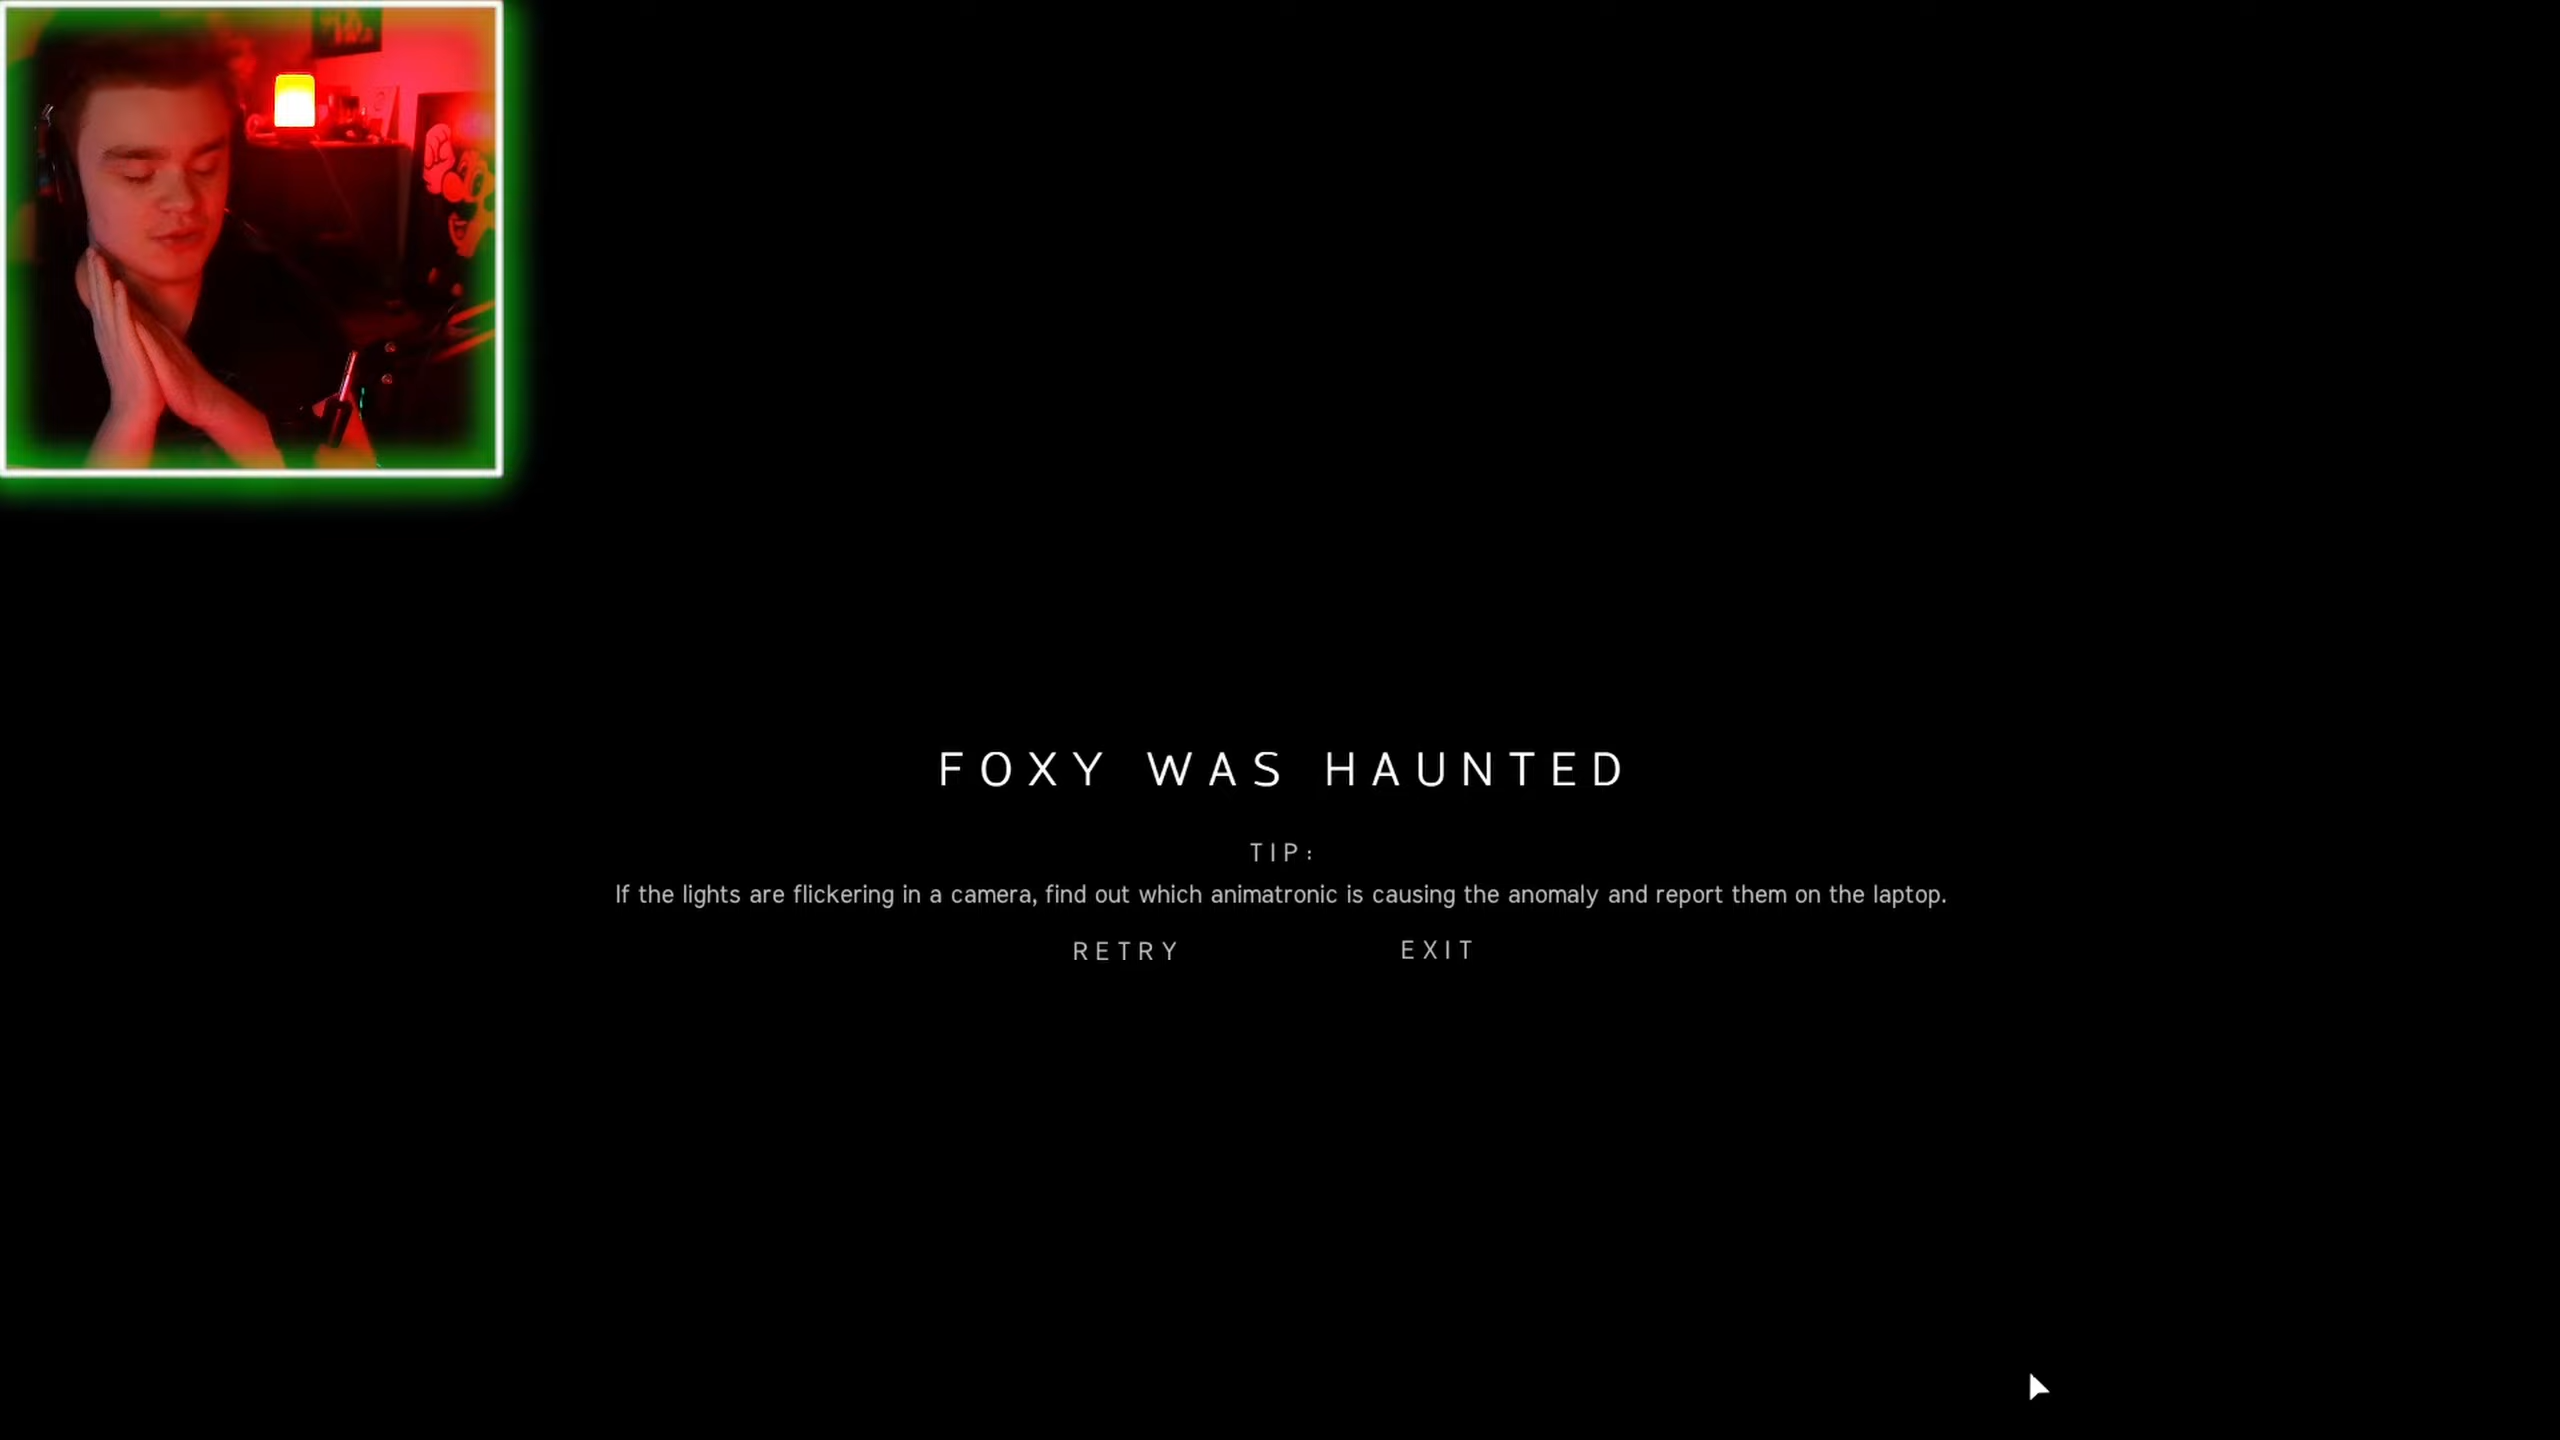 FOXY WAS HAUNTED
TIP:
If the lights are flickering in a camera, find out which animatronic is causing the anomaly and report them on the laptop.
RETRY EXIT